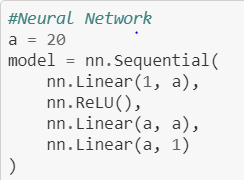 #Neural Network
a = 20
model = nn.Sequential(
    nn.Linear(1, a),
    nn.ReLU(),
    nn.Linear(a, a),
    nn.Linear(a, 1)
)